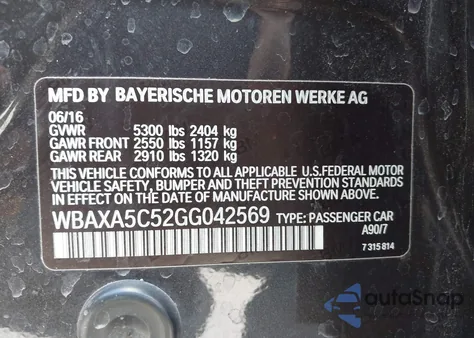 MFD BY BAYERISCHE MOTOREN WERKE AG
06/16
GVWR 5300 lbs 2404 kg
GAWR FRONT 2550 lbs 1157 kg
GAWR REAR 2910 lbs 1320 kg
THIS VEHICLE CONFORMS TO ALL APPLICABLE U.S.FEDERAL MOTOR
VEHICLE SAFETY, BUMPER AND THEFT PREVENTION STANDARDS
IN EFFECT ON THE DATE OF MANUFACTURE SHOWN ABOVE.
WBAXA5C52GG042569 TYPE: PASSENGER CAR
A90/7
7 315 814
autoSnap